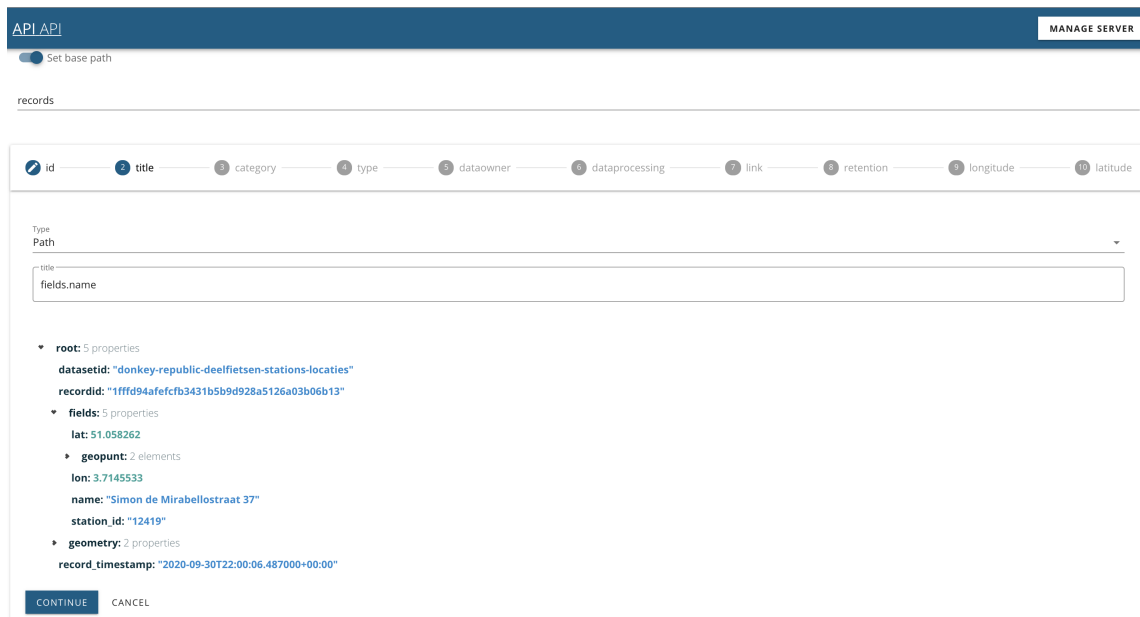 API API
MANAGE SERVER
Set base path
records
id 2 title 3 category 4 type 5 dataowner 6 dataprocessing 7 link 8 retention 9 longitude 10 latitude
Type
Path
title
fields.name
root: 5 properties
datasetid: "donkey-republic-deelfietsen-stations-locaties"
recordid: "1fffd94afefcfb3431b5b9d928a5126a03b06b13"
fields: 5 properties
lat: 51.058262
geopunt: 2 elements
lon: 3.7145533
name: "Simon de Mirabellostraat 37"
station_id: "12419"
geometry: 2 properties
record_timestamp: "2020-09-30T22:00:06.487000+00:00"
CONTINUE CANCEL